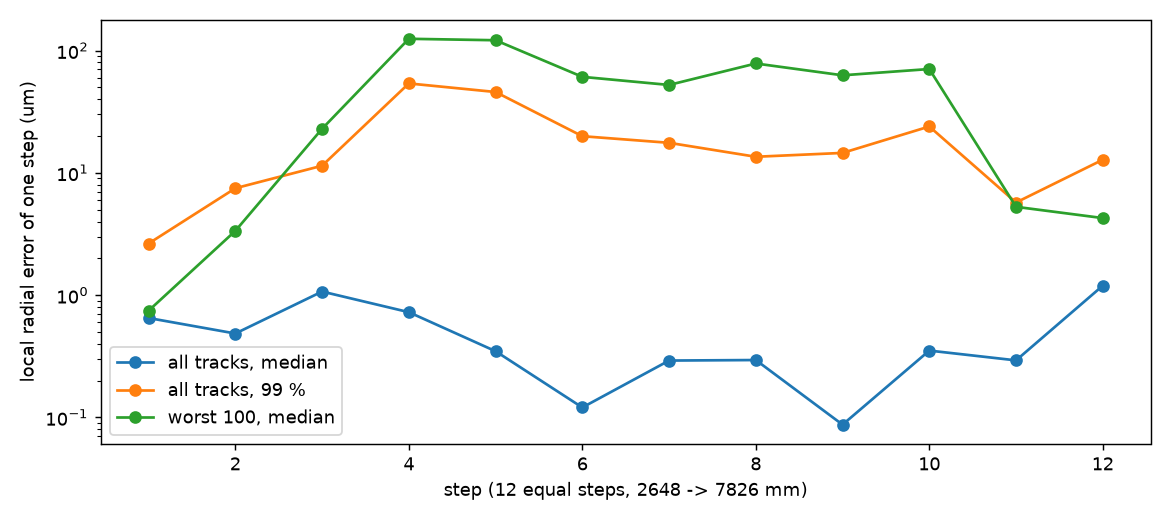 10²
10¹
10⁰
10⁻¹
local radial error of one step (um)
all tracks, median
all tracks, 99 %
worst 100, median
2 4 6 8 10 12
step (12 equal steps, 2648 -> 7826 mm)